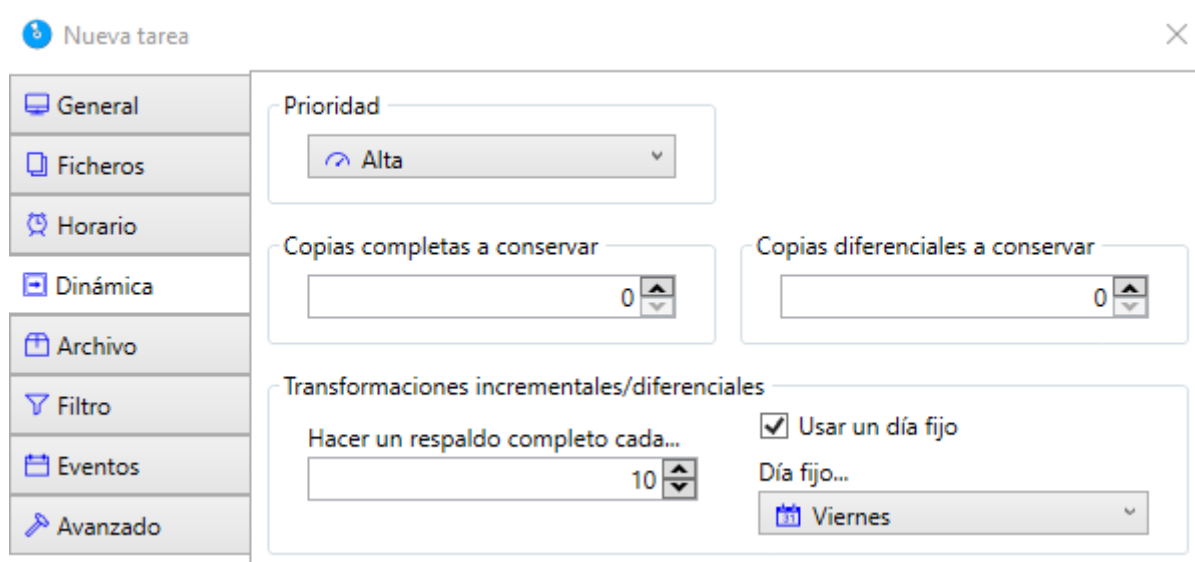 Nueva tarea
General
Ficheros
Horario
Dinámica
Archivo
Filtro
Eventos
Avanzado
Prioridad
Alta
Copias completas a conservar
0
Copias diferenciales a conservar
0
Transformaciones incrementales/diferenciales
Hacer un respaldo completo cada...
10
Usar un día fijo
Día fijo...
31 Viernes